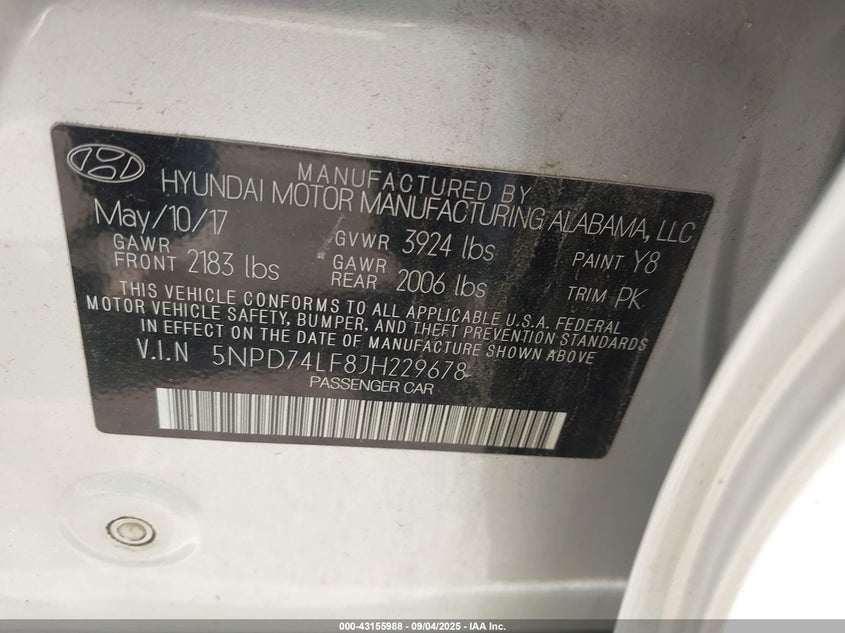 MANUFACTURED BY
HYUNDAI MOTOR MANUFACTURING ALABAMA, LLC
May/10/17
GVWR 3924 lbs
PAINT Y8
GAWR
FRONT 2183 lbs
GAWR
REAR 2006 lbs
TRIM PK
THIS VEHICLE CONFORMS TO ALL APPLICABLE U.S.A. FEDERAL
MOTOR VEHICLE SAFETY, BUMPER, AND THEFT PREVENTION STANDARDS
IN EFFECT ON THE DATE OF MANUFACTURE SHOWN ABOVE
V.I.N 5NPD74LF8JH229678
PASSENGER CAR
000-43155988 - 09/04/2025 - IAA Inc.